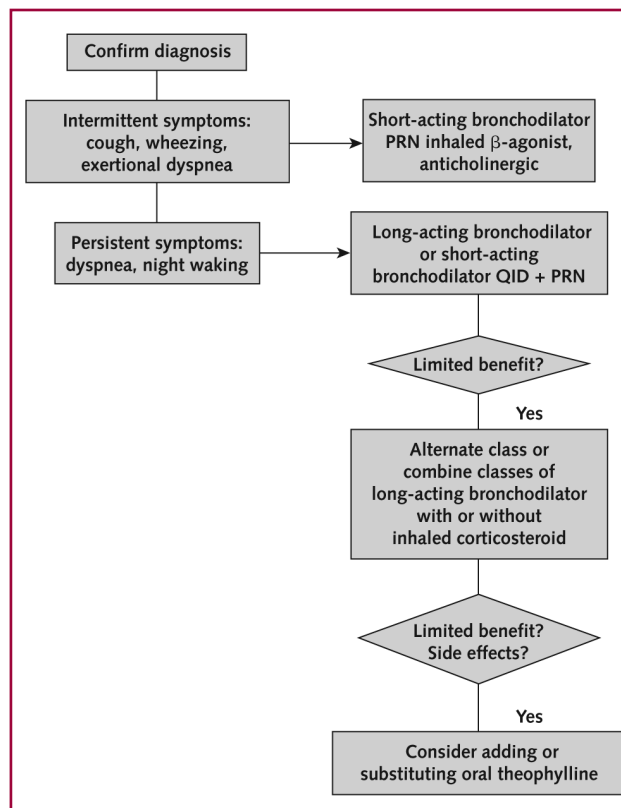 Confirm diagnosis
Intermittent symptoms:
cough, wheezing,
exertional dyspnea
Short-acting bronchodilator
PRN inhaled β-agonist,
anticholinergic
Persistent symptoms:
dyspnea, night waking
Long-acting bronchodilator
or short-acting
bronchodilator QID + PRN
Limited benefit?
Yes
Alternate class or
combine classes of
long-acting bronchodilator
with or without
inhaled corticosteroid
Limited benefit?
Side effects?
Yes
Consider adding or
substituting oral theophylline